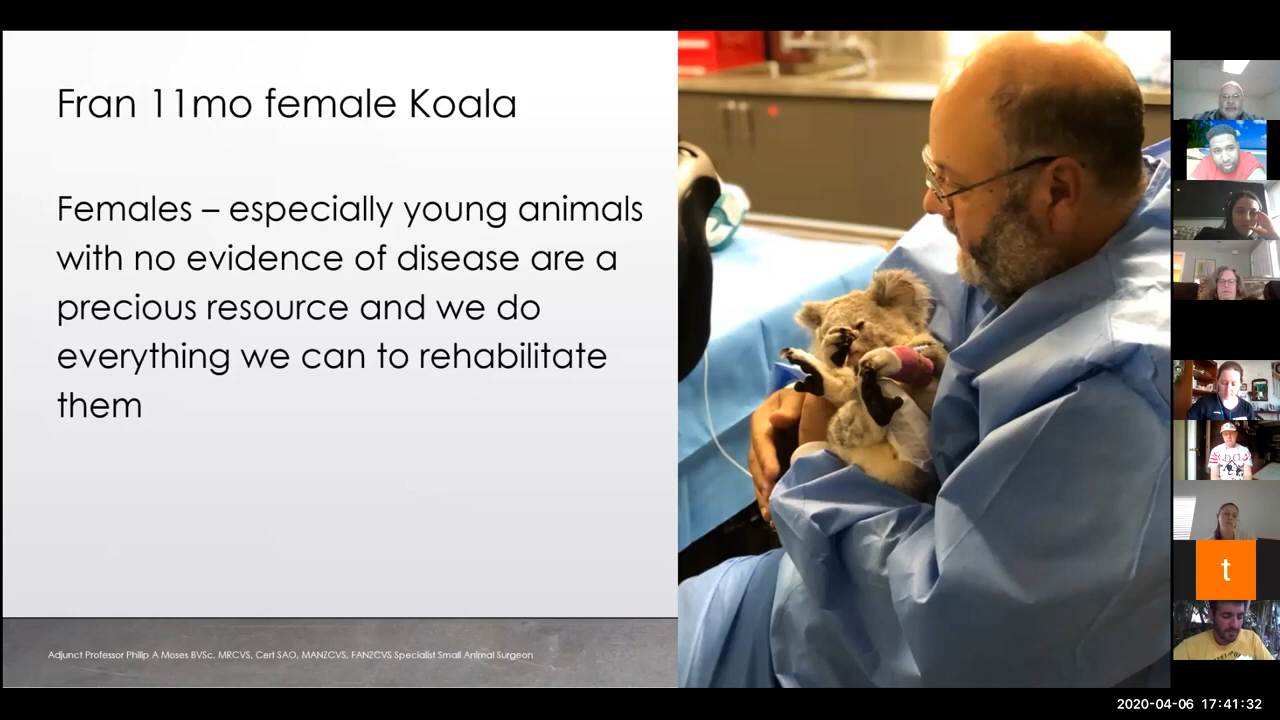 Fran 11mo female Koala
Females – especially young animals
with no evidence of disease are a
precious resource and we do
everything we can to rehabilitate
them
Adjunct Professor Philip A Moses BVSc, MRCVS, Cert SAO, MANZCVS, FANZCVS Specialist Small Animal Surgeon
t
2020-04-06 17:41:32